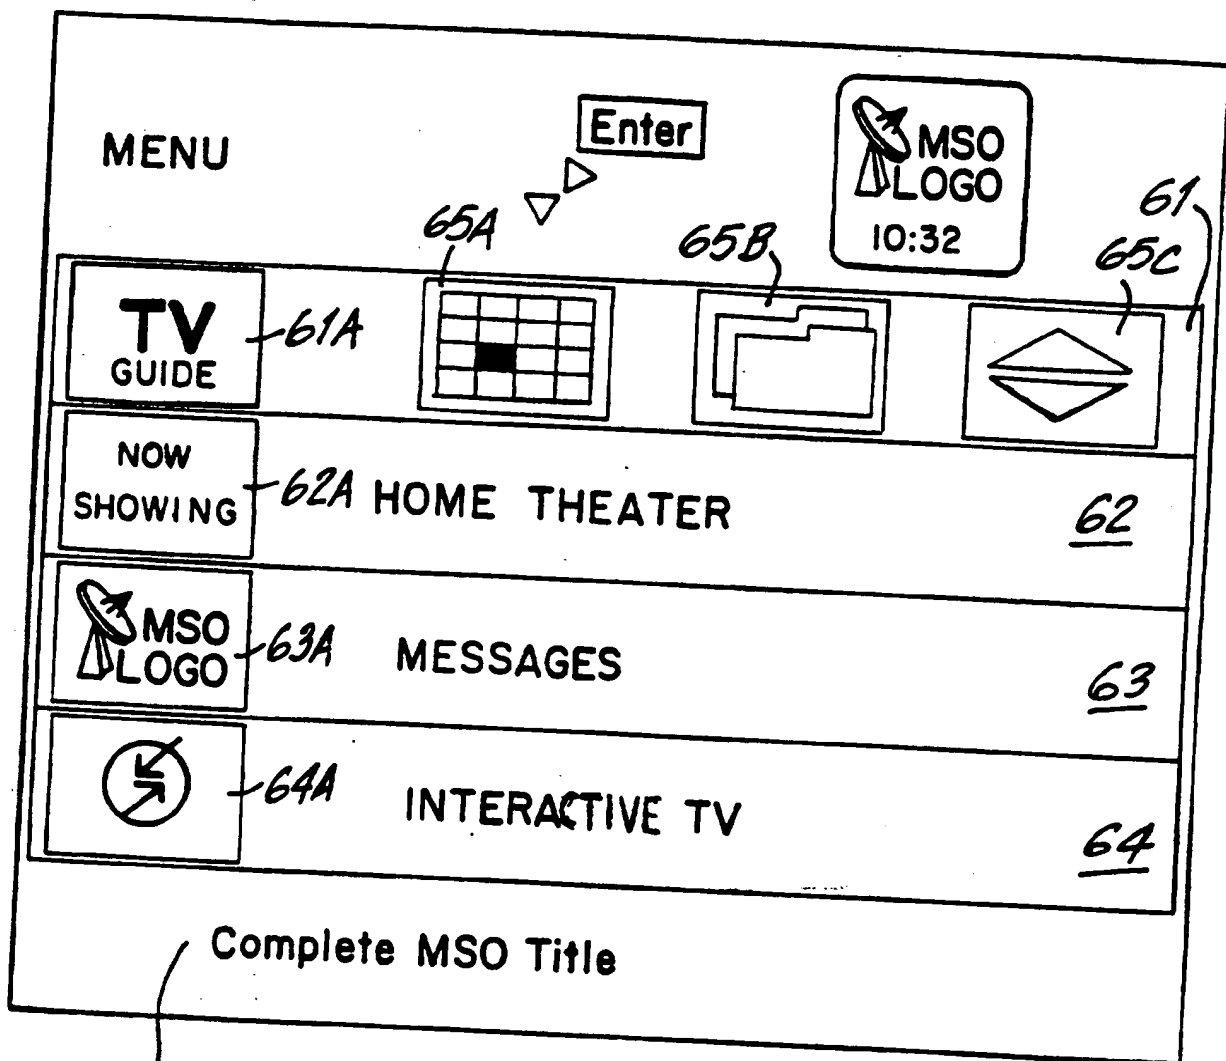 MENU
Enter
MSO
LOGO
10:32
61
65A
65B
65C
TV
GUIDE
61A
NOW
SHOWING
62A
HOME THEATER
62
MSO
LOGO
63A
MESSAGES
63
64A
INTERACTIVE TV
64
Complete MSO Title